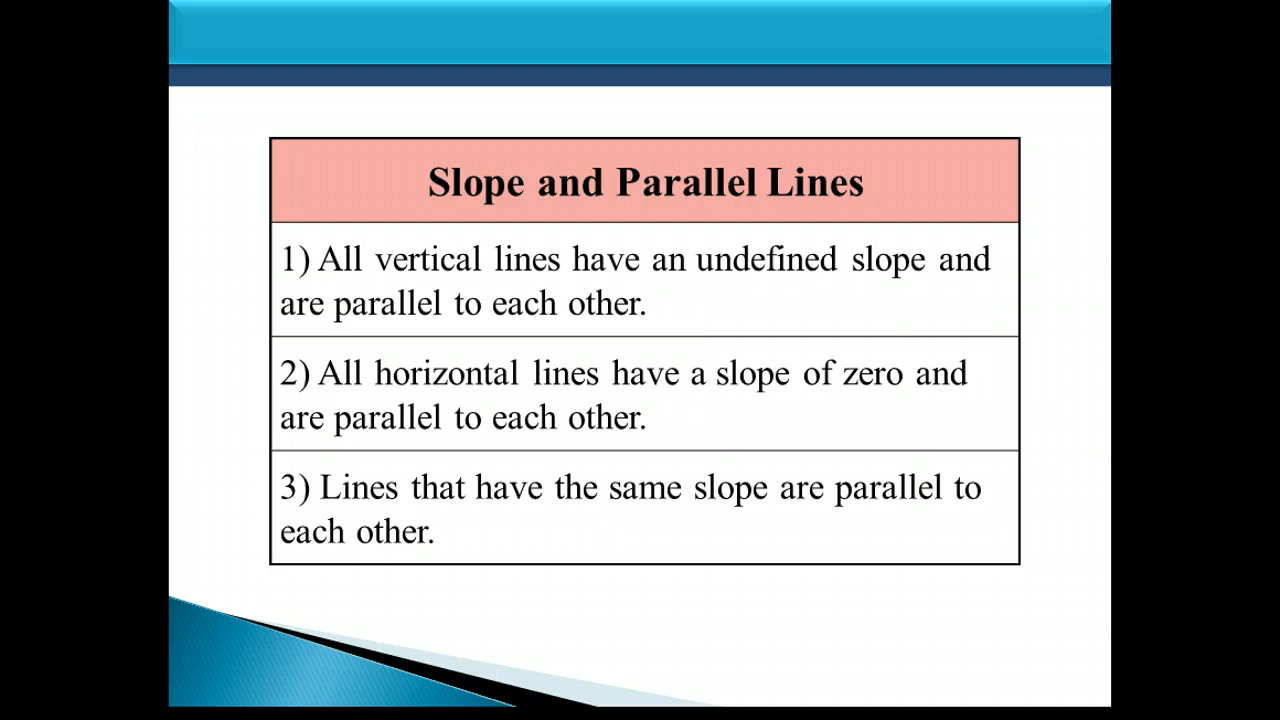 Slope and Parallel Lines
1) All vertical lines have an undefined slope and
are parallel to each other.
2) All horizontal lines have a slope of zero and
are parallel to each other.
3) Lines that have the same slope are parallel to
each other.